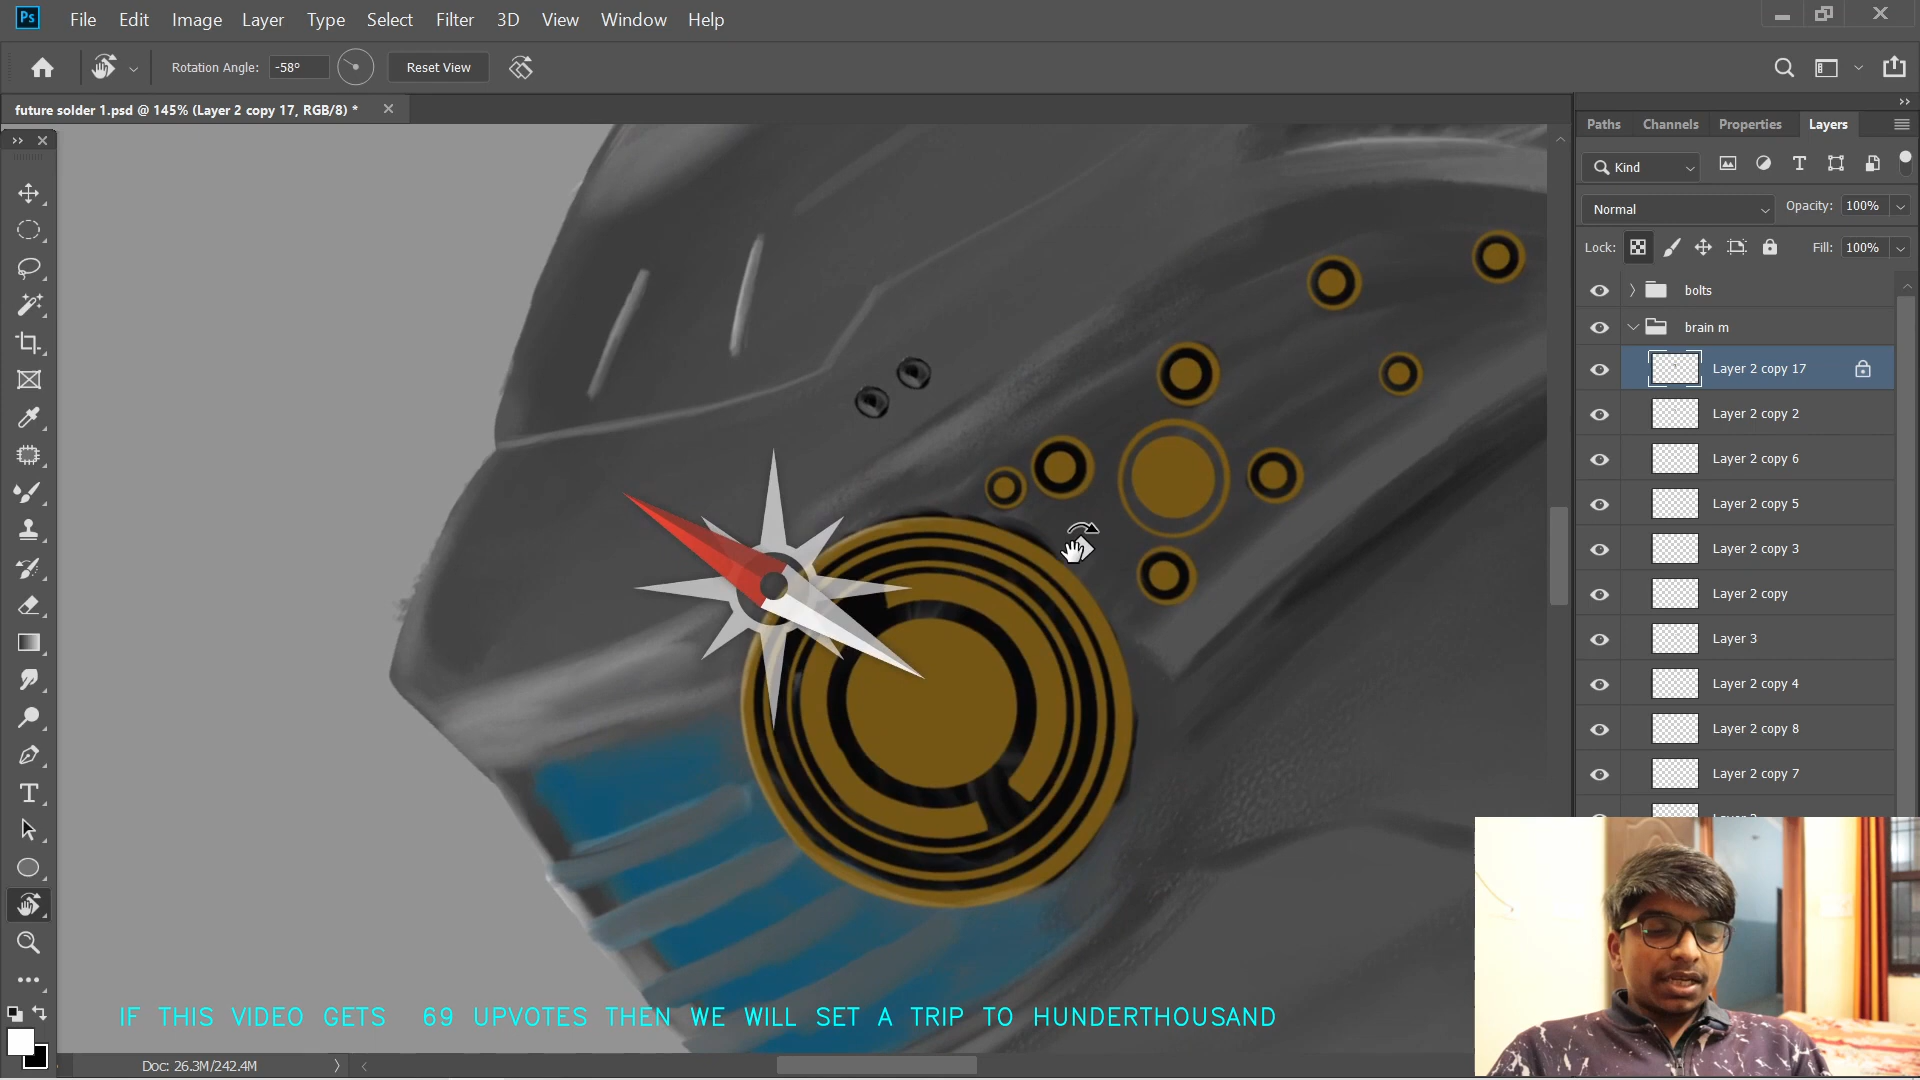 Ps File Edit Image Layer Type Select Filter 3D View Window Help
Rotation Angle: -58° Reset View
future solder 1.psd @ 145% (Layer 2 copy 17, RGB/8) *
Paths Channels Properties Layers
Kind
Normal Opacity: 100%
Lock: Fill: 100%
bolts
brain m
Layer 2 copy 17
Layer 2 copy 2
Layer 2 copy 6
Layer 2 copy 5
Layer 2 copy 3
Layer 2 copy
Layer 3
Layer 2 copy 4
Layer 2 copy 8
Layer 2 copy 7
IF THIS VIDEO GETS 69 UPVOTES THEN WE WILL SET A TRIP TO HUNDERTHOUSAND
Doc: 26.3M/242.4M